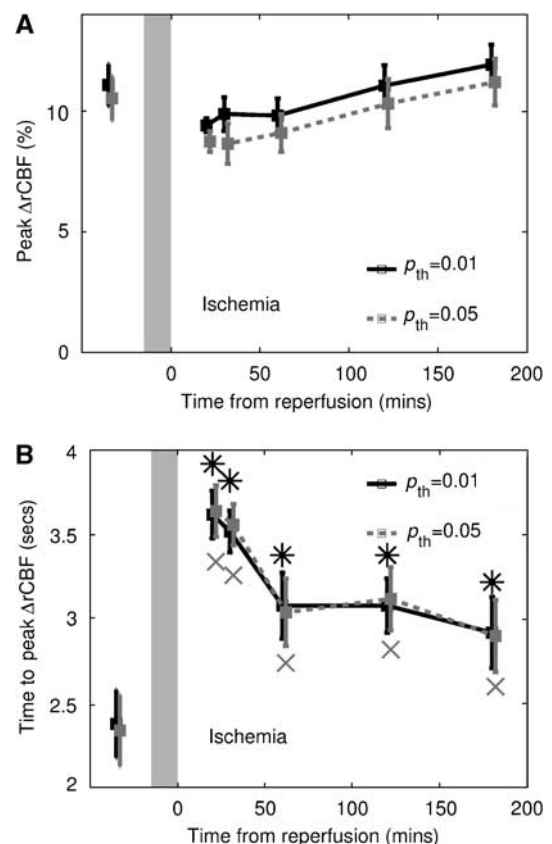 A
10
5
0
Peak ΔrCBF (%)
Ischemia
p_th=0.01
p_th=0.05
0 50 100 150 200
Time from reperfusion (mins)
B
4
3.5
3
2.5
2
Time to peak ΔrCBF (secs)
p_th=0.01
p_th=0.05
Ischemia
0 50 100 150 200
Time from reperfusion (mins)